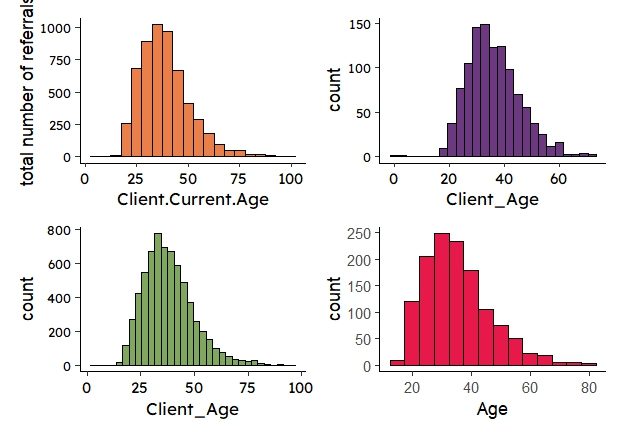 total number of referrals
1000
750
500
250
0
0 25 50 75 100
Client.Current.Age
count
150
100
50
0
0 20 40 60
Client_Age
count
800
600
400
200
0
0 25 50 75 100
Client_Age
count
250
200
150
100
50
0
20 40 60 80
Age